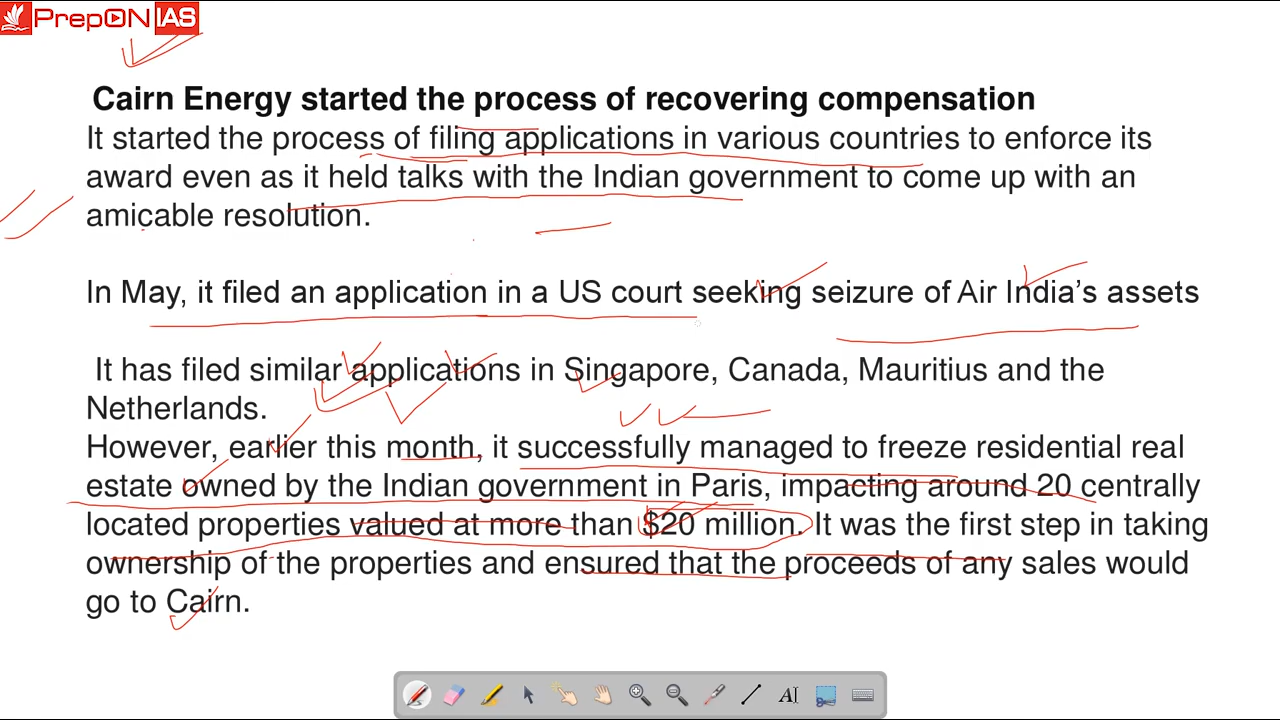 PrepON IAS
Cairn Energy started the process of recovering compensation
It started the process of filing applications in various countries to enforce its
award even as it held talks with the Indian government to come up with an
amicable resolution.
In May, it filed an application in a US court seeking seizure of Air India’s assets
It has filed similar applications in Singapore, Canada, Mauritius and the
Netherlands.
However, earlier this month, it successfully managed to freeze residential real
estate owned by the Indian government in Paris, impacting around 20 centrally
located properties valued at more than $20 million. It was the first step in taking
ownership of the properties and ensured that the proceeds of any sales would
go to Cairn.
AI